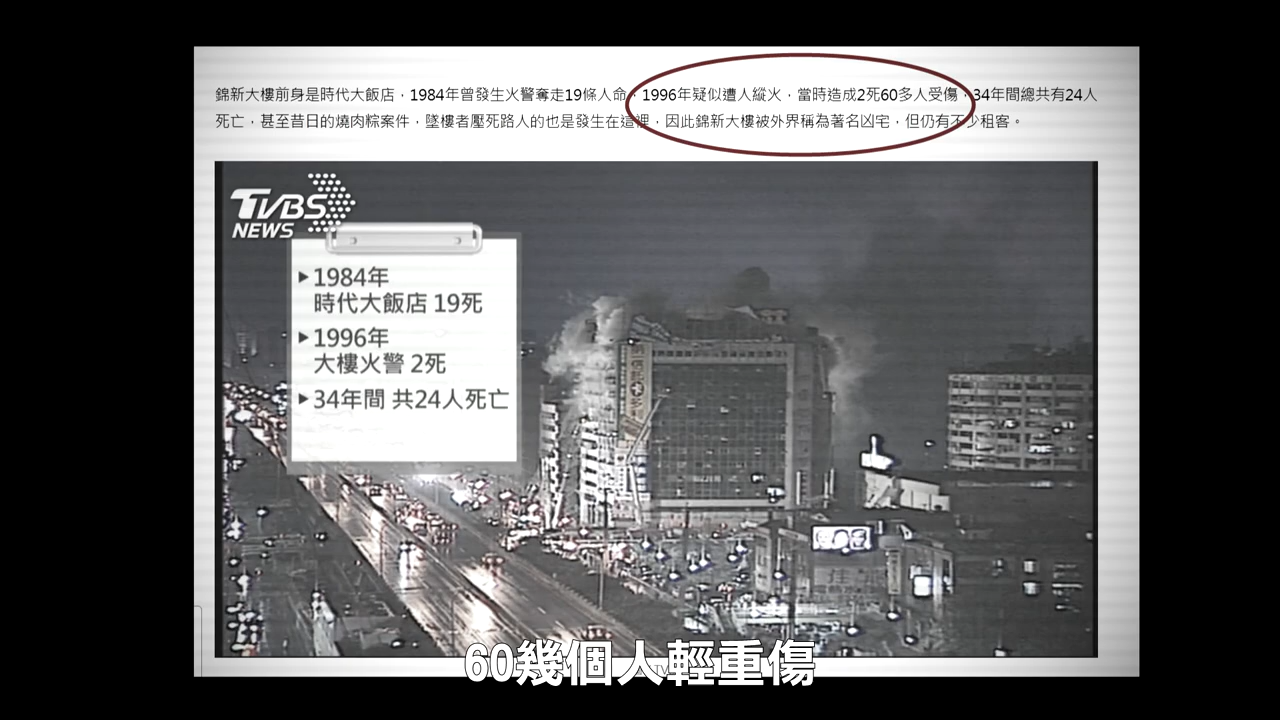 錦新大樓前身是時代大飯店，1984年曾發生火警奪走19條人命，1996年疑似遭人縱火，當時造成2死60多人受傷，34年間總共有24人
死亡，甚至昔日的燒肉粽案件，墜樓者壓死路人的也是發生在這裡，因此錦新大樓被外界稱為著名凶宅，但仍有不少租客。
TVBS
NEWS
1984年
時代大飯店 19死
1996年
大樓火警 2死
34年間 共24人死亡
60幾個人輕重傷